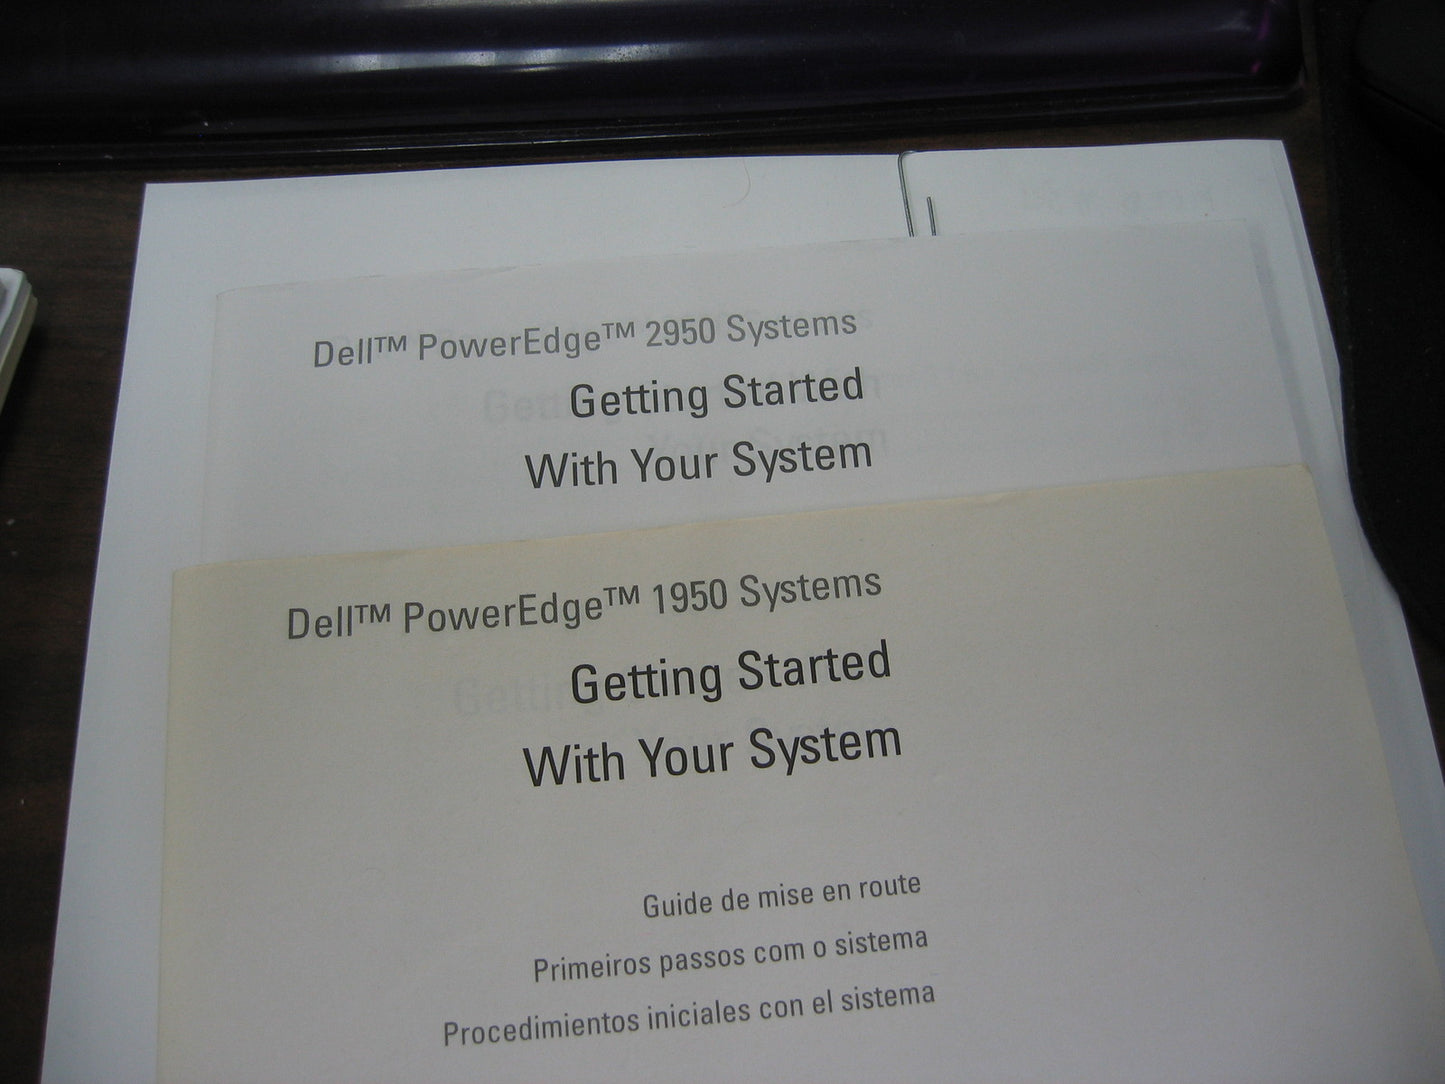 Dell™ PowerEdge™ 2950 Systems
Getting Started
With Your System
Dell™ PowerEdge™ 1950 Systems
Getting Started
With Your System
Guide de mise en route
Primeiros passos com o sistema
Procedimientos iniciales con el sistema